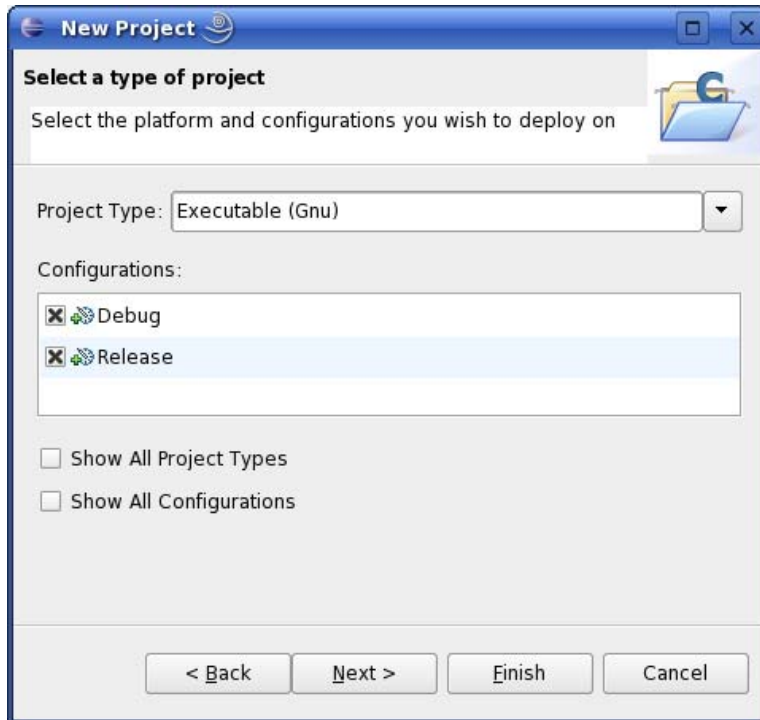 New Project
Select a type of project
Select the platform and configurations you wish to deploy on
C
Project Type: Executable (Gnu)
Configurations:
Debug
Release
Show All Project Types
Show All Configurations
< Back Next > Finish Cancel